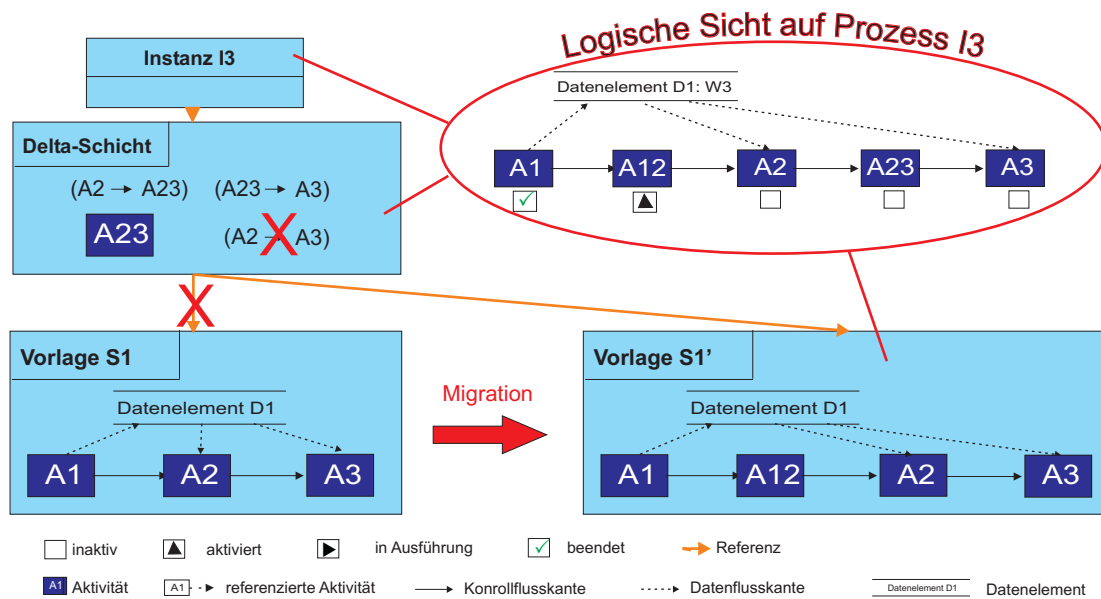 Logische Sicht auf Prozess I3
Instanz I3
Datenelement D1: W3
Delta-Schicht
A1 A12 A2 A23 A3
(A2 → A23) (A23 → A3)
A23 (A2 → A3)
Vorlage S1
Datenelement D1
A1 A2 A3
Migration
Vorlage S1’
Datenelement D1
A1 A12 A2 A3
inaktiv aktiviert in Ausführung beendet Referenz
A1 Aktivität A1 referenzierte Aktivität Konrollflusskante Datenflusskante Datenelement D1 Datenelement